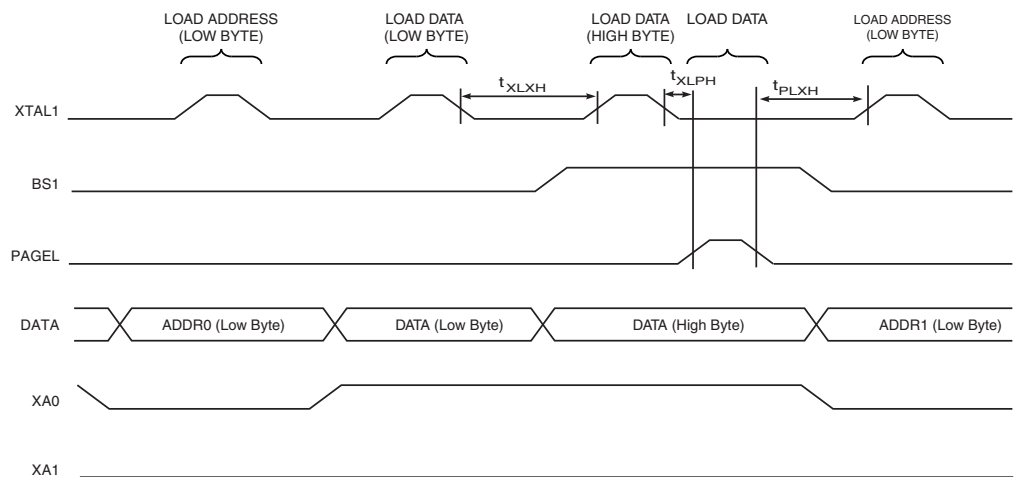 LOAD ADDRESS
(LOW BYTE)
LOAD DATA
(LOW BYTE)
LOAD DATA
(HIGH BYTE)
LOAD DATA
LOAD ADDRESS
(LOW BYTE)
tXLXH
tXLPH
tPLXH
XTAL1
BS1
PAGEL
DATA
ADDR0 (Low Byte)
DATA (Low Byte)
DATA (High Byte)
ADDR1 (Low Byte)
XA0
XA1